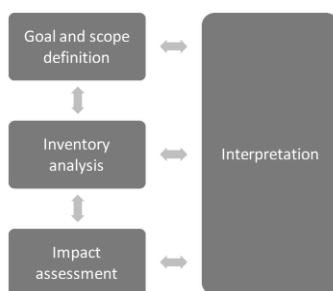 Goal and scope
definition
Inventory
analysis
Interpretation
Impact
assessment